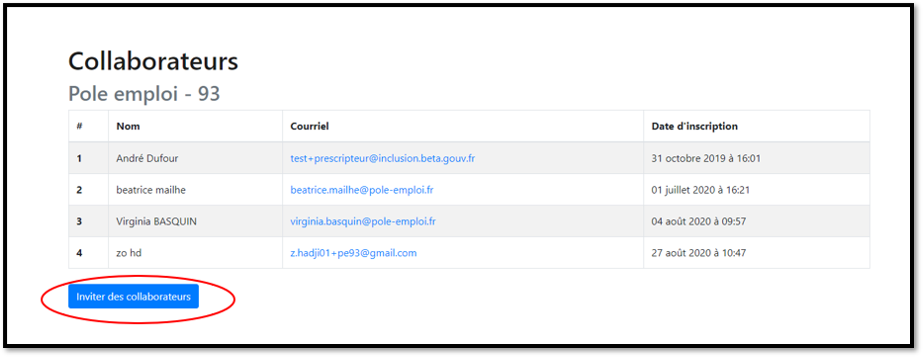 Collaborateurs
Pole emploi - 93
# Nom Courriel Date d'inscription
1 André Dufour test+prescripteur@inclusion.beta.gouv.fr 31 octobre 2019 à 16:01
2 beatrice mailhe beatrice.mailhe@pole-emploi.fr 01 juillet 2020 à 16:21
3 Virginia BASQUIN virginia.basquin@pole-emploi.fr 04 août 2020 à 09:57
4 zo hd z.hadji01+pe93@gmail.com 27 août 2020 à 10:47
Inviter des collaborateurs